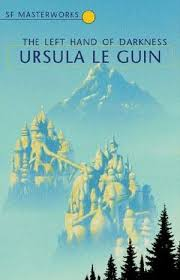 SF MASTERWORKS
THE LEFT HAND OF DARKNESS
URSULA LE GUIN